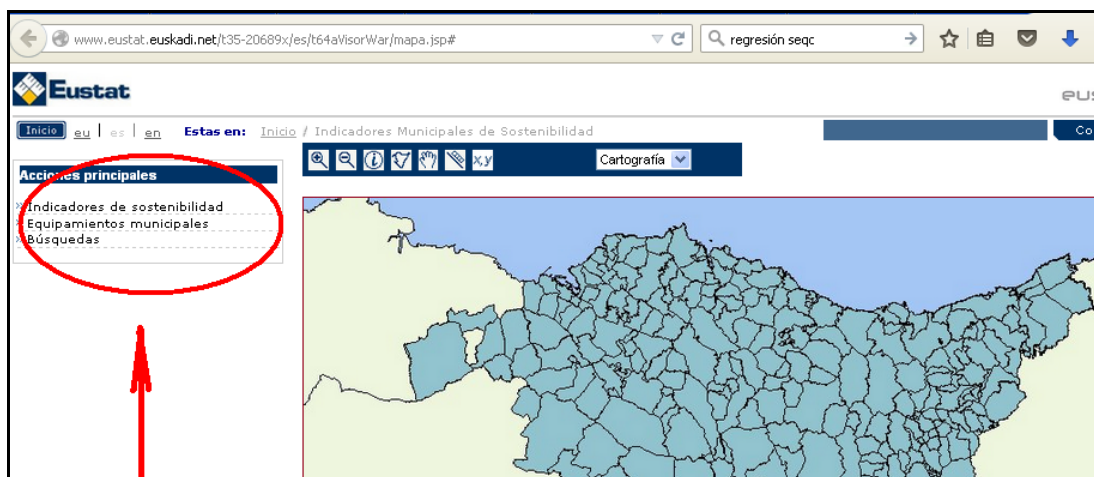 www.eustat.euskadi.net/t35-20689x/es/t64aVisorWar/mapa.jsp#
regresión seqc
Eustat
Inicio eu es en Estas en: Inicio / Indicadores Municipales de Sostenibilidad
x,y Cartografía
Acciones principales
» Indicadores de sostenibilidad
» Equipamientos municipales
» Búsquedas